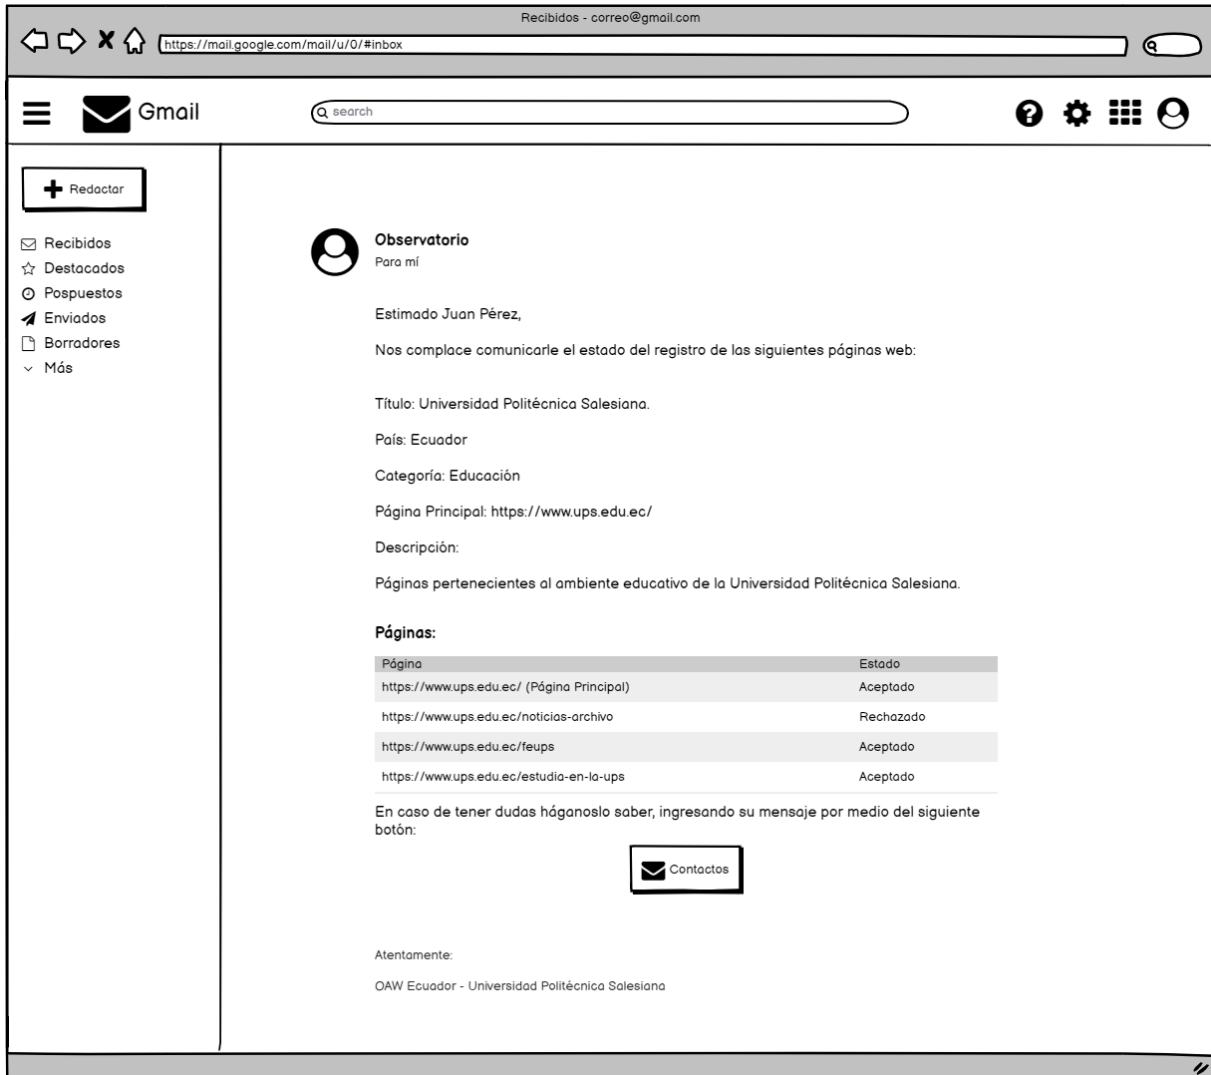 Recibidos - correo@gmail.com
https://mail.google.com/mail/u/0/#inbox
Gmail
search
Redactar
Recibidos
Destacados
Pospuestos
Enviados
Borradores
Más
Observatorio
Para mí
Estimado Juan Pérez,
Nos complace comunicarle el estado del registro de las siguientes páginas web:
Título: Universidad Politécnica Salesiana.
País: Ecuador
Categoría: Educación
Página Principal: https://www.ups.edu.ec/
Descripción:
Páginas pertenecientes al ambiente educativo de la Universidad Politécnica Salesiana.
Páginas:
Página Estado
https://www.ups.edu.ec/ (Página Principal) Aceptado
https://www.ups.edu.ec/noticias-archivo Rechazado
https://www.ups.edu.ec/feups Aceptado
https://www.ups.edu.ec/estudia-en-la-ups Aceptado
En caso de tener dudas háganoslo saber, ingresando su mensaje por medio del siguiente
botón:
Contactos
Atentamente:
OAW Ecuador - Universidad Politécnica Salesiana